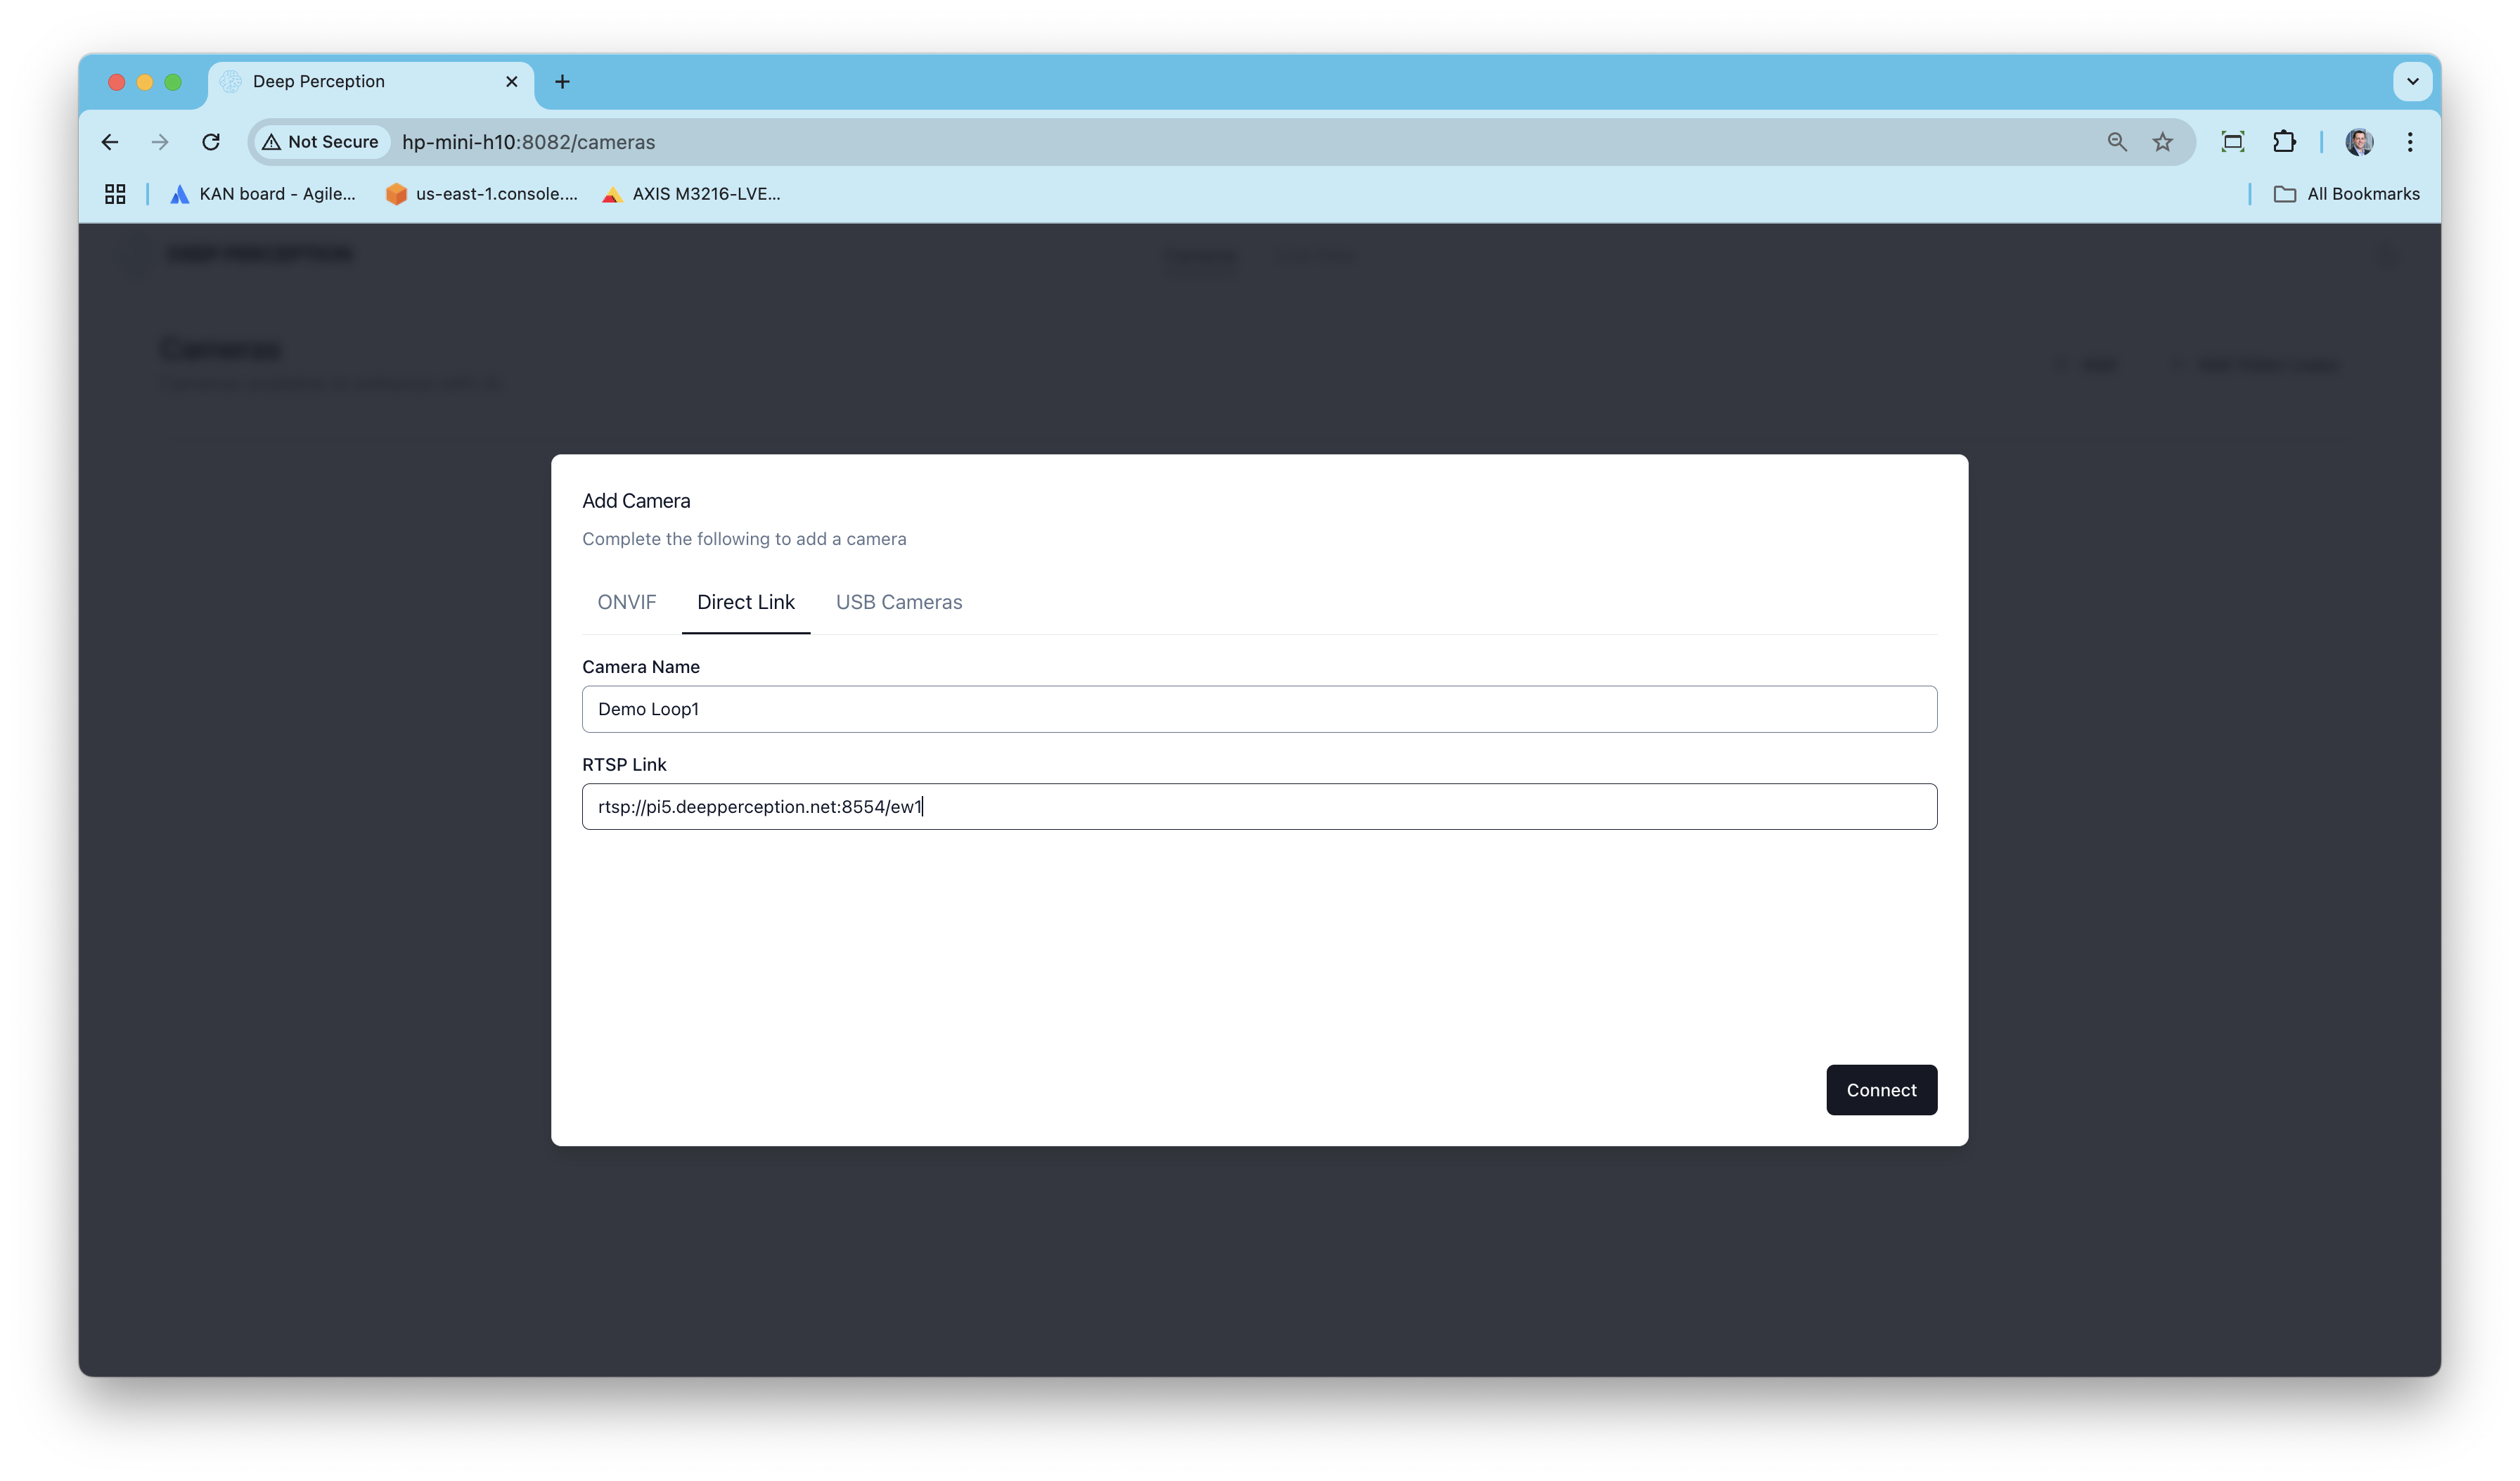 Deep Perception
Not Secure hp-mini-h10:8082/cameras
KAN board - Agile... us-east-1.console.... AXIS M3216-LVE... All Bookmarks
DEEP PERCEPTION
Cameras
Add Camera
Complete the following to add a camera
ONVIF Direct Link USB Cameras
Camera Name
Demo Loop1
RTSP Link
rtsp://pi5.deepperception.net:8554/ew1
Connect